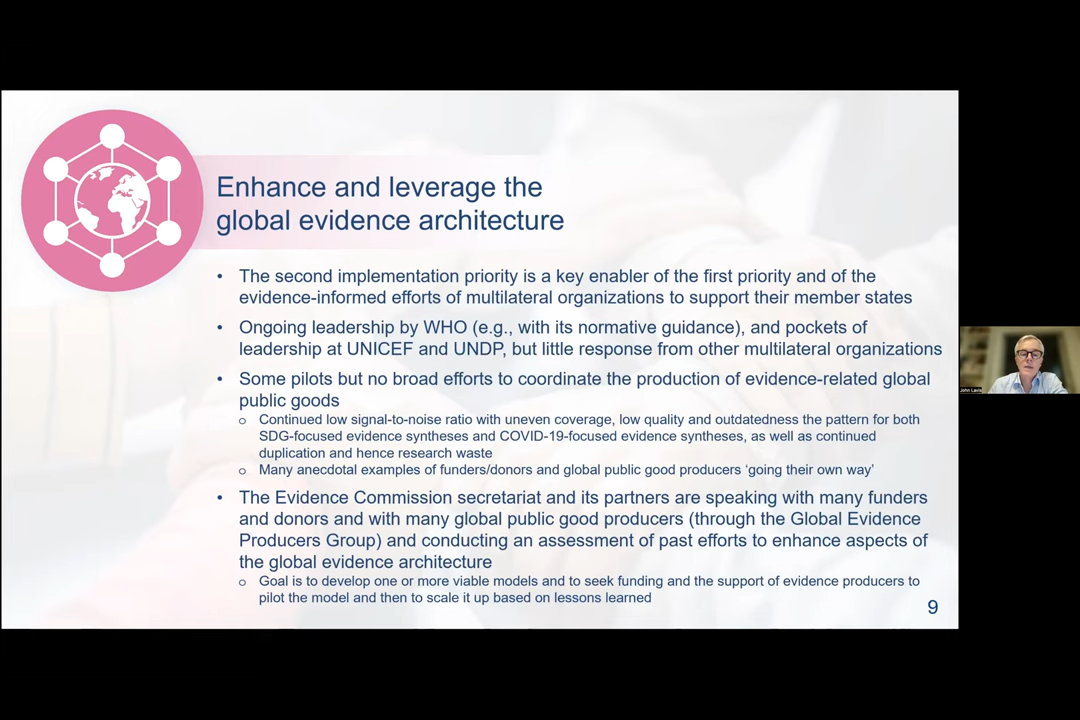 Enhance and leverage the
global evidence architecture
• The second implementation priority is a key enabler of the first priority and of the
evidence-informed efforts of multilateral organizations to support their member states
• Ongoing leadership by WHO (e.g., with its normative guidance), and pockets of
leadership at UNICEF and UNDP, but little response from other multilateral organizations
• Some pilots but no broad efforts to coordinate the production of evidence-related global
public goods
o Continued low signal-to-noise ratio with uneven coverage, low quality and outdatedness the pattern for both
SDG-focused evidence syntheses and COVID-19-focused evidence syntheses, as well as continued
duplication and hence research waste
o Many anecdotal examples of funders/donors and global public good producers ‘going their own way’
• The Evidence Commission secretariat and its partners are speaking with many funders
and donors and with many global public good producers (through the Global Evidence
Producers Group) and conducting an assessment of past efforts to enhance aspects of
the global evidence architecture
o Goal is to develop one or more viable models and to seek funding and the support of evidence producers to
pilot the model and then to scale it up based on lessons learned
9
John Lavis